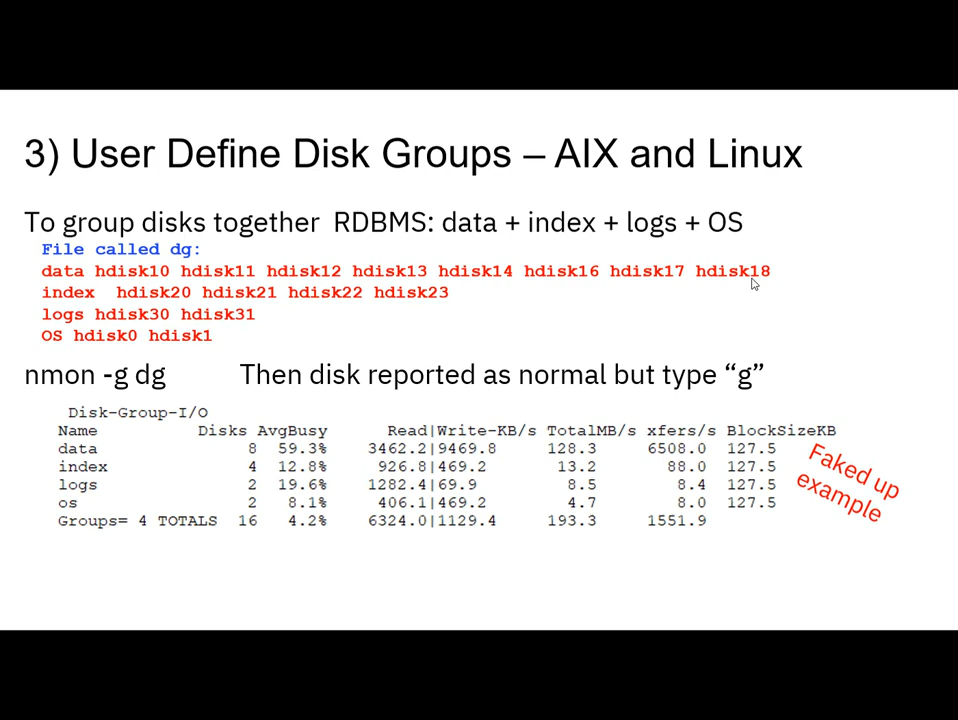 3) User Define Disk Groups – AIX and Linux
To group disks together RDBMS: data + index + logs + OS
File called dg:
data hdisk10 hdisk11 hdisk12 hdisk13 hdisk14 hdisk16 hdisk17 hdisk18
index hdisk20 hdisk21 hdisk22 hdisk23
logs hdisk30 hdisk31
OS hdisk0 hdisk1
nmon -g dg Then disk reported as normal but type “g”
Disk-Group-I/O
Name Disks AvgBusy Read|Write-KB/s TotalMB/s xfers/s BlockSizeKB
data 8 59.3% 3462.2|9469.8 128.3 6508.0 127.5
index 4 12.8% 926.8|469.2 13.2 88.0 127.5
logs 2 19.6% 1282.4|69.9 8.5 8.4 127.5
os 2 8.1% 406.1|469.2 4.7 8.0 127.5
Groups= 4 TOTALS 16 4.2% 6324.0|1129.4 193.3 1551.9
Faked up
example